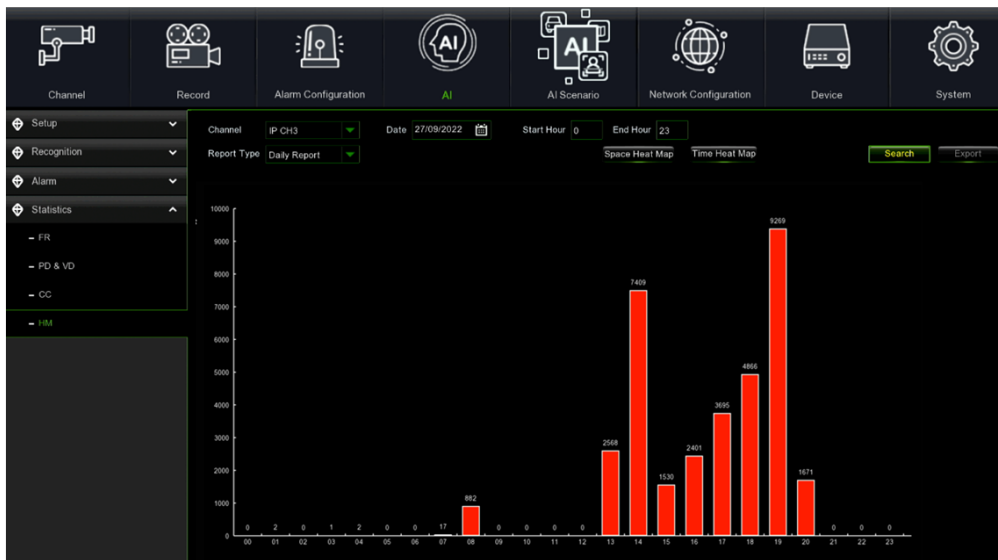 AI
AI
Channel Record Alarm Configuration AI AI Scenario Network Configuration Device System
Setup
Recognition
Alarm
Statistics
FR
PD & VD
CC
HM
Channel IP CH3 Date 27/09/2022 Start Hour 0 End Hour 23
Report Type Daily Report Space Heat Map Time Heat Map Search Export
10000
9000
8000
7000
6000
5000
4000
3000
2000
1000
0
0 2 0 1 2 0 0 17 882 0 0 0 0 2568 7409 1530 2401 3695 4866 9269 1671 0 0 0
00 01 02 03 04 05 06 07 08 09 10 11 12 13 14 15 16 17 18 19 20 21 22 23